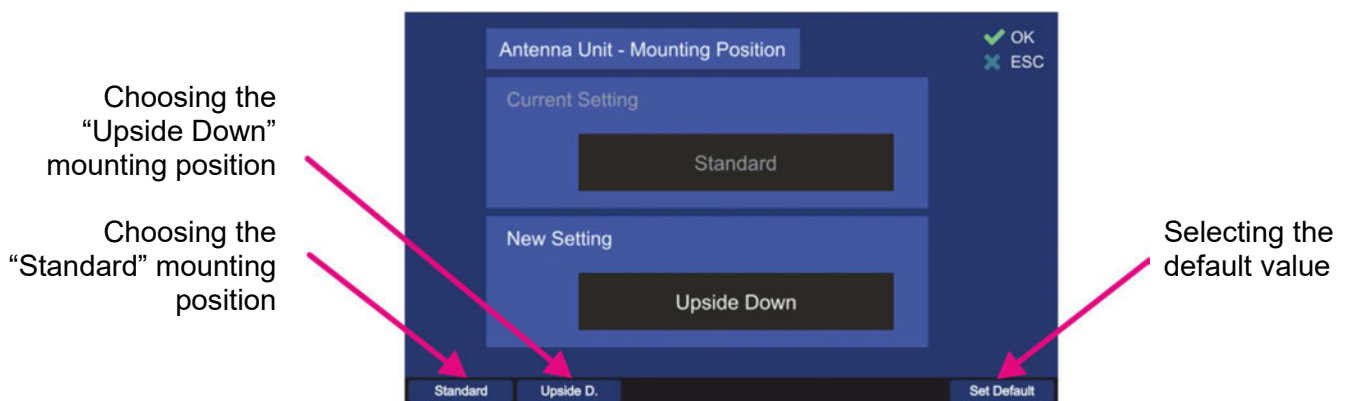 Antenna Unit - Mounting Position
OK
ESC
Choosing the
“Upside Down”
mounting position
Current Setting
Standard
Choosing the
“Standard” mounting
position
New Setting
Upside Down
Selecting the
default value
Standard
Upside D.
Set Default